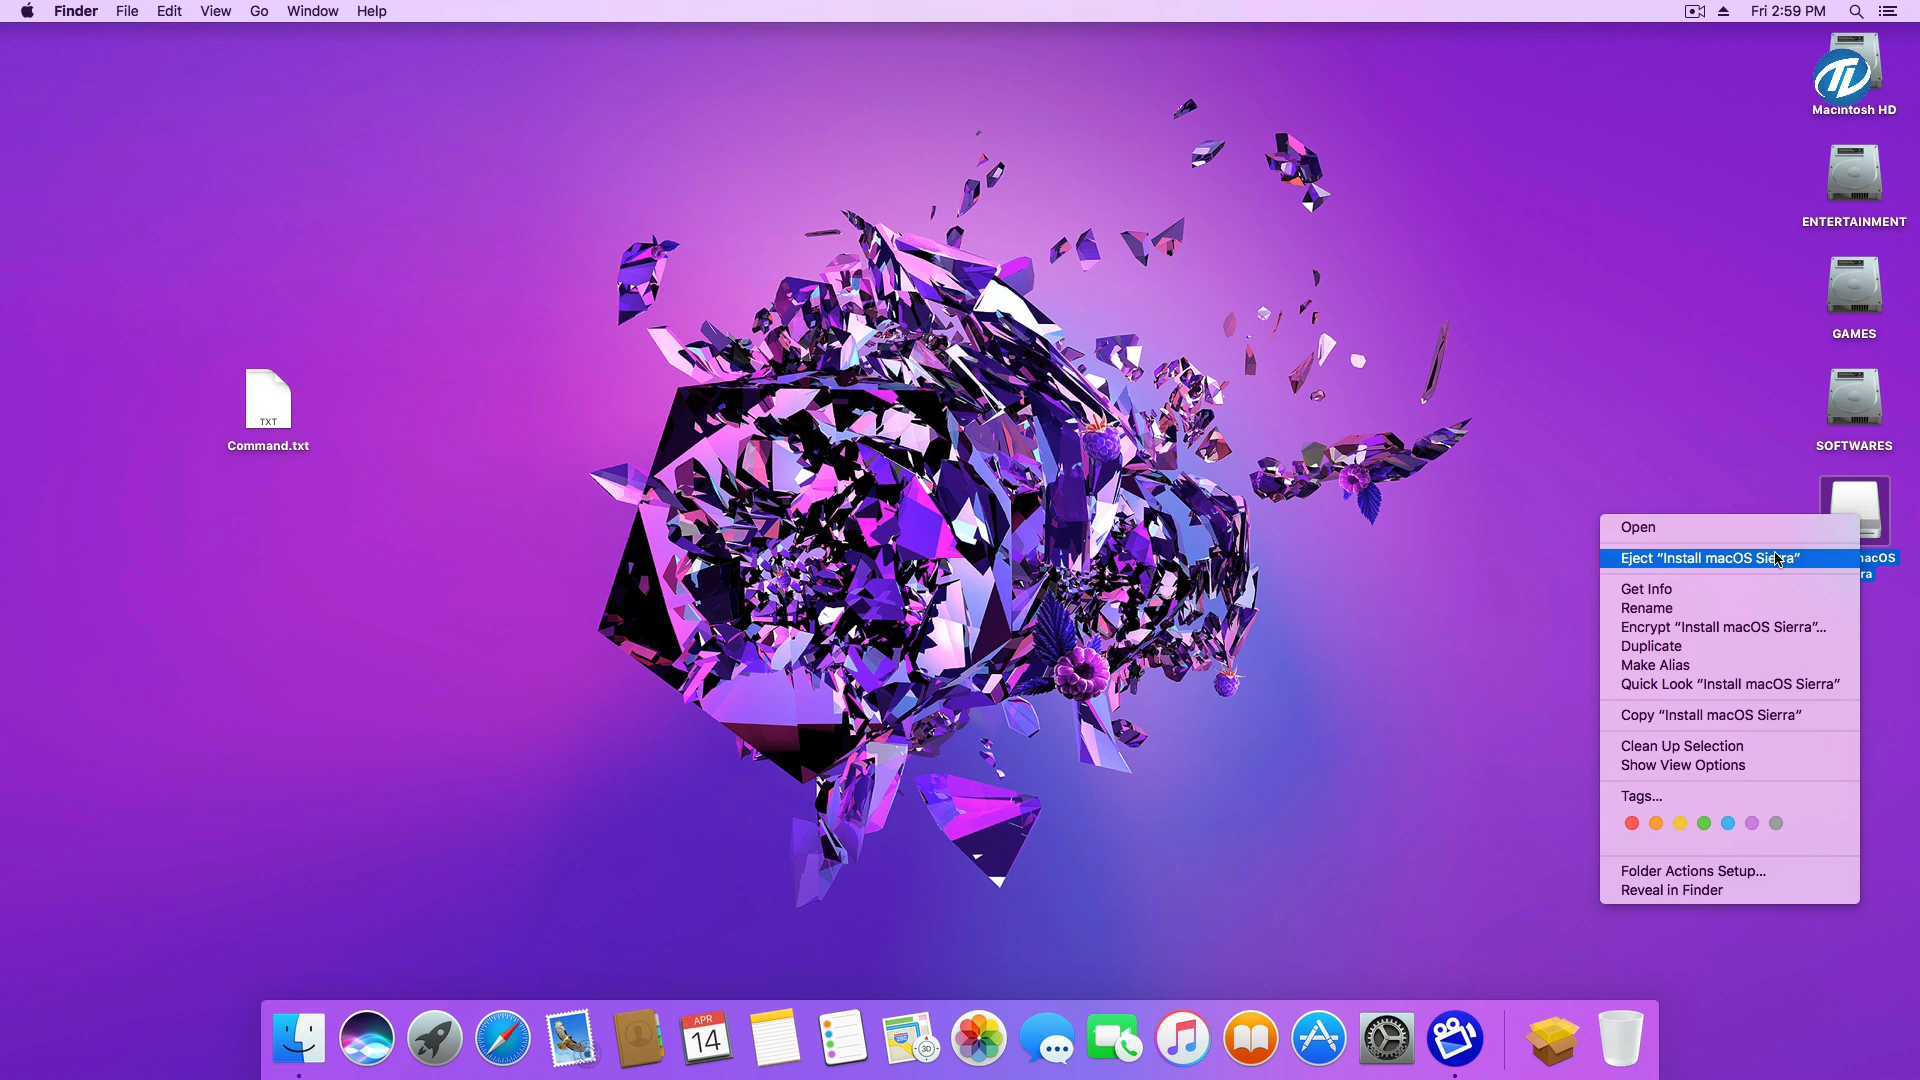 Finder File Edit View Go Window Help
Fri 2:59 PM
TL
Macintosh HD
ENTERTAINMENT
GAMES
SOFTWARES
TXT
Command.txt
Open
Eject “Install macOS Sierra”
Get Info
Rename
Encrypt “Install macOS Sierra”...
Duplicate
Make Alias
Quick Look “Install macOS Sierra”
Copy “Install macOS Sierra”
Clean Up Selection
Show View Options
Tags...
Folder Actions Setup...
Reveal in Finder
APR
14
280
3D